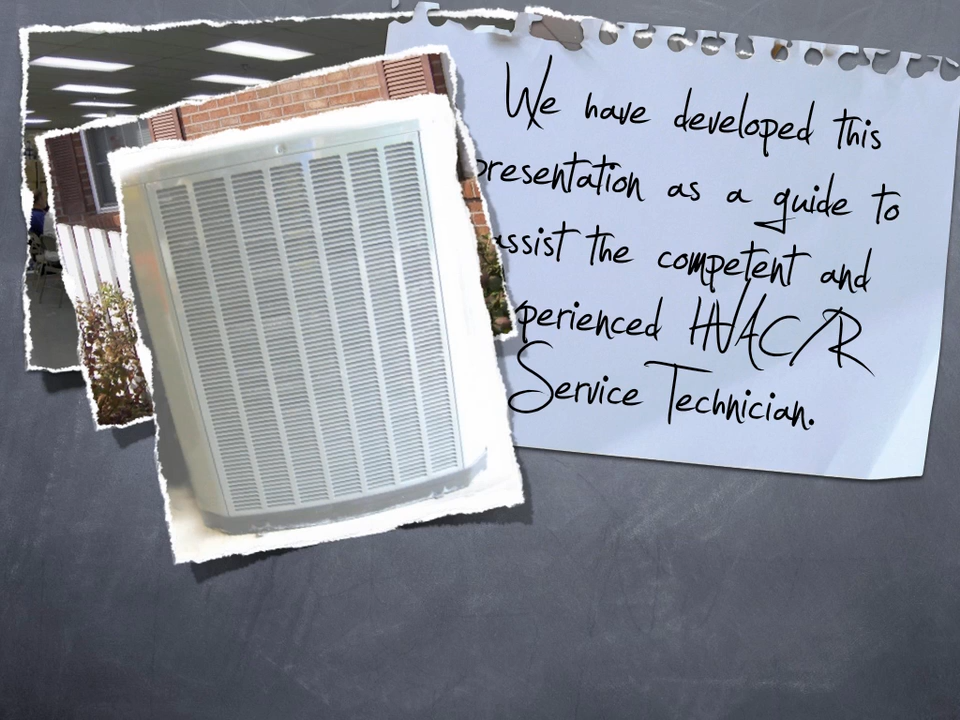 We have developed this
presentation as a guide to
assist the competent and
perienced HVAC/R
Service Technician.